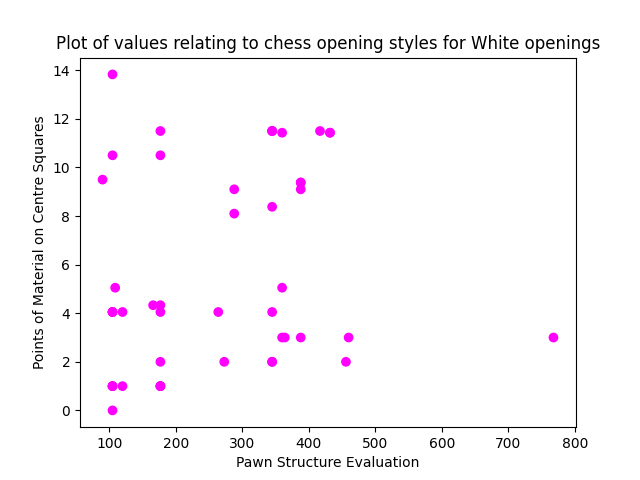 Plot of values relating to chess opening styles for White openings
14
12
10
8
6
4
2
0
Points of Material on Centre Squares
100 200 300 400 500 600 700 800
Pawn Structure Evaluation